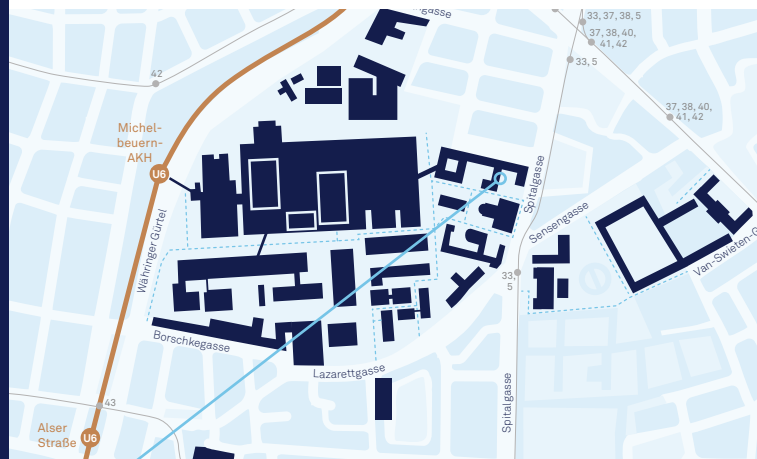 gasse
33, 37, 38, 5
37, 38, 40,
41, 42
33, 5
42
37, 38, 40,
41, 42
Michel-
beuern-
AKH
U6
Spitalgasse
Sensengasse
Währinger Gürtel
Van-Swieten-G
33,
5
Borschkegasse
Lazarettgasse
Spitalgasse
43
Alser
Straße
U6